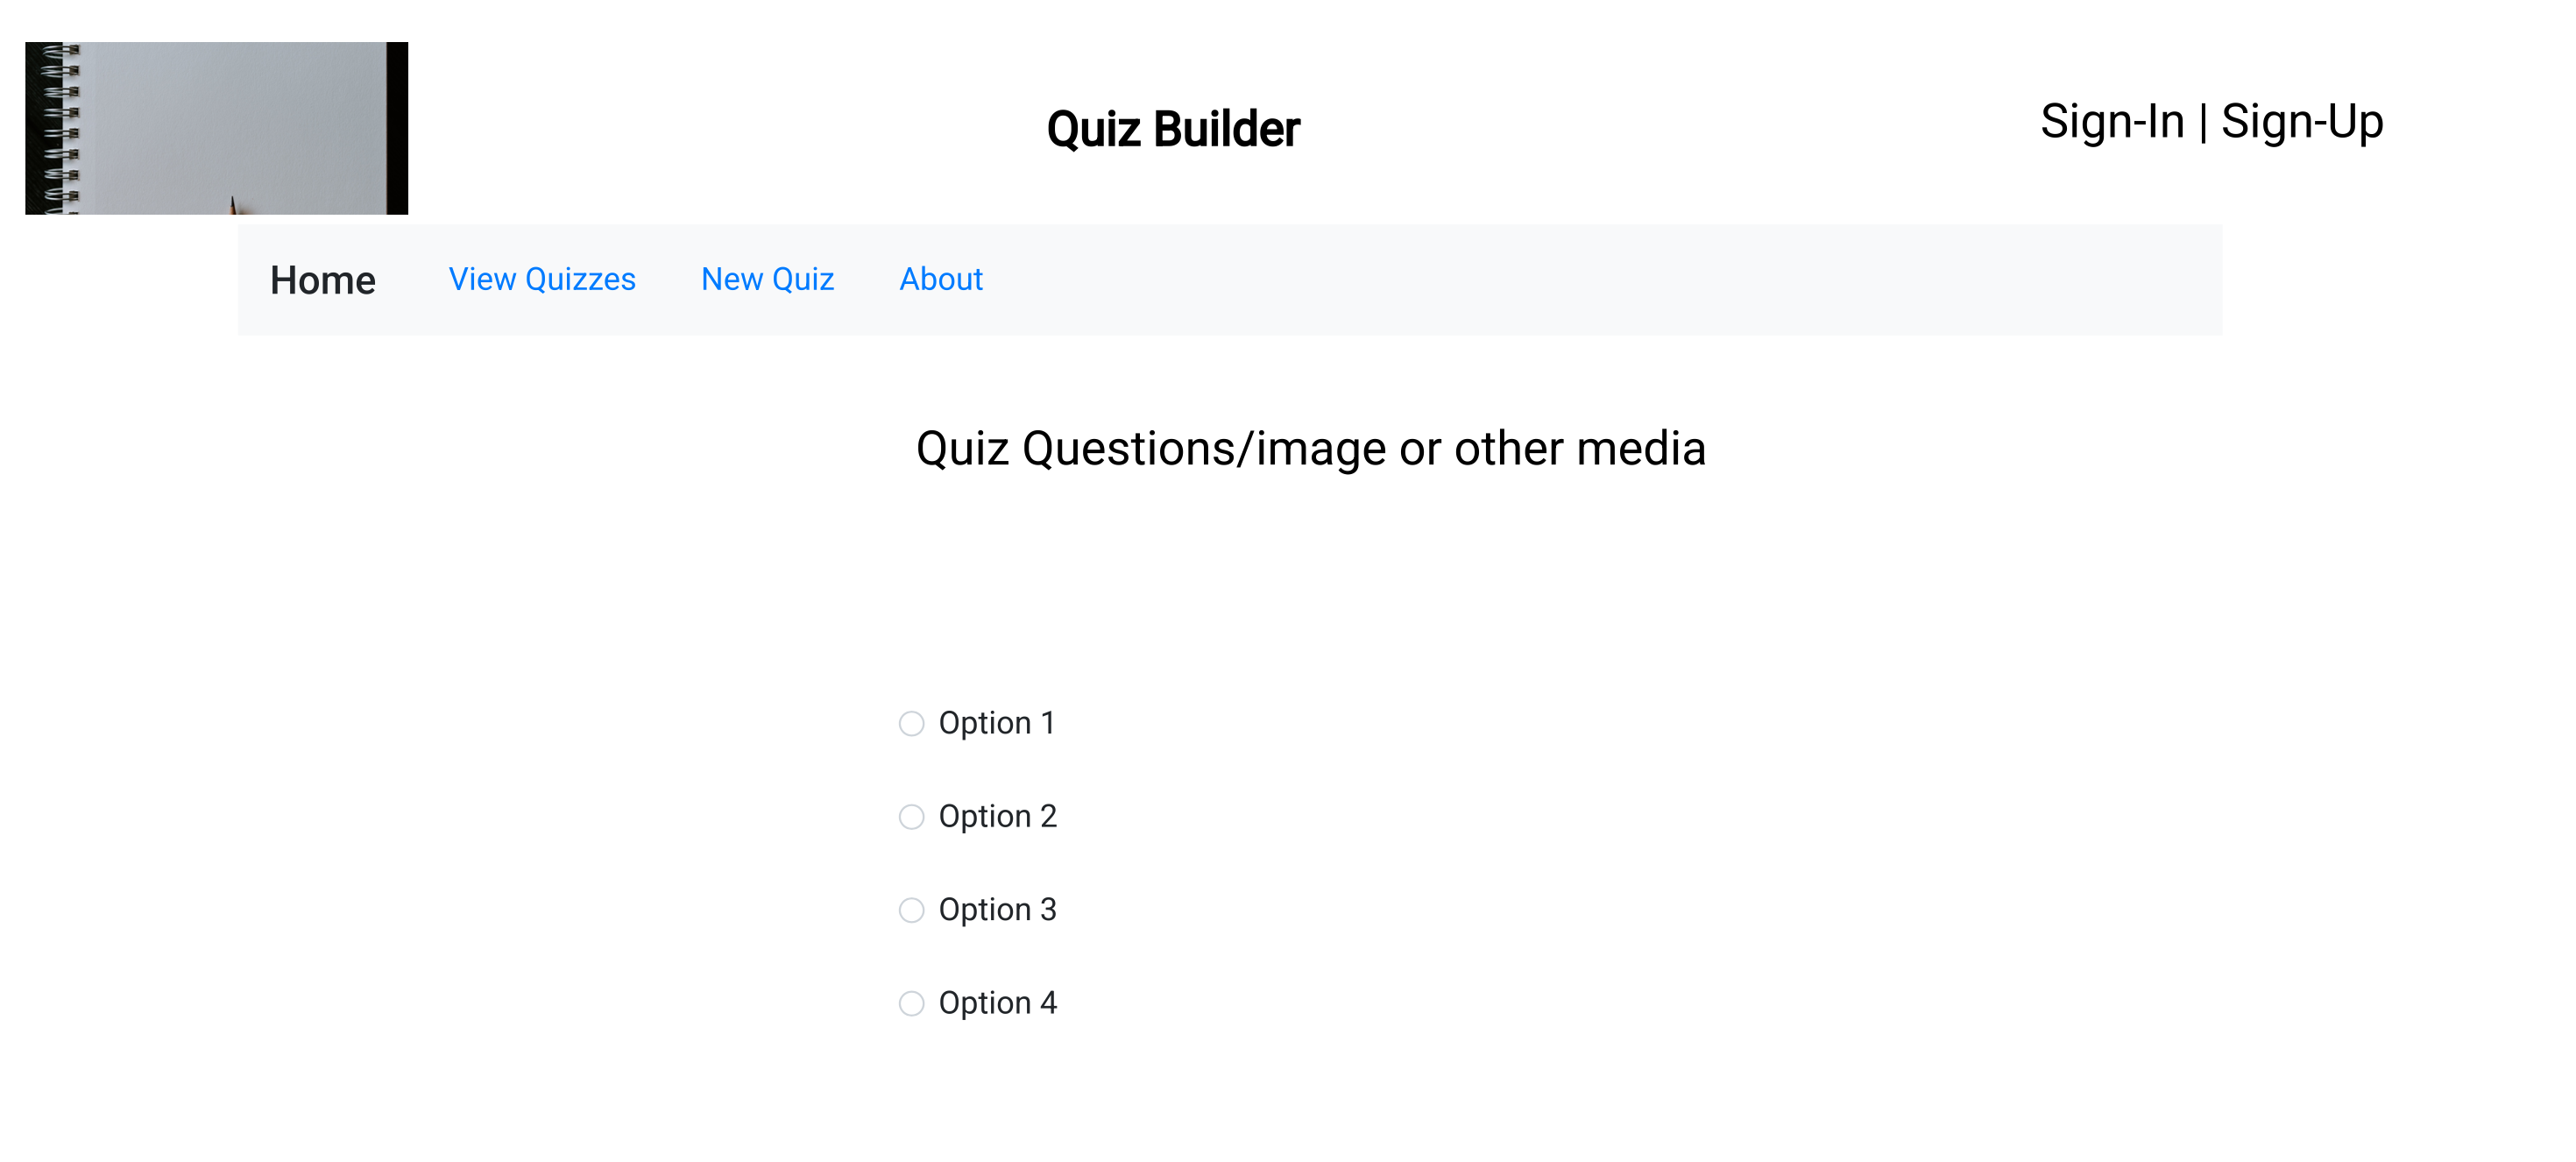 Quiz Builder
Sign-In | Sign-Up
Home View Quizzes New Quiz About
Quiz Questions/image or other media
Option 1
Option 2
Option 3
Option 4